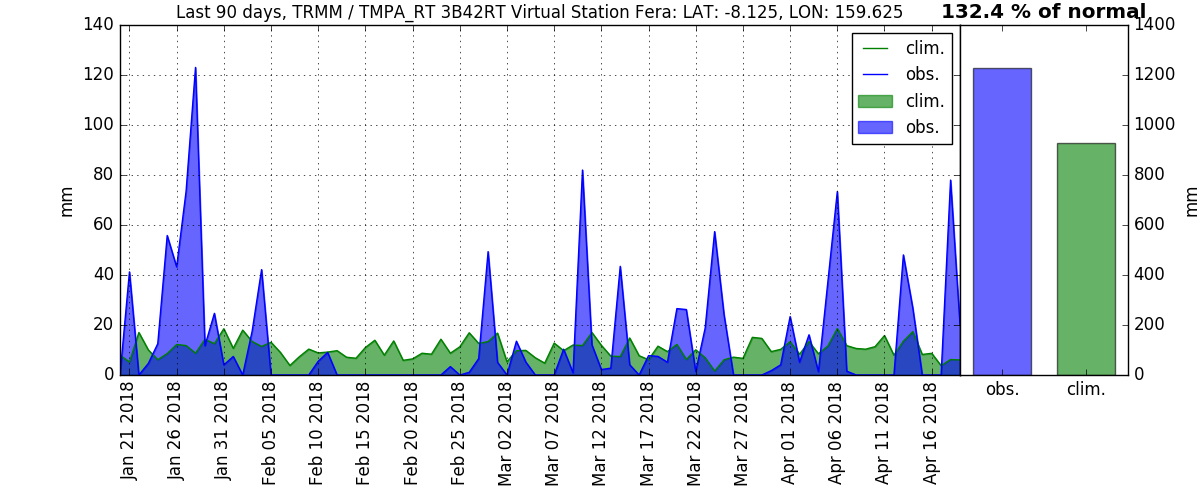 Last 90 days, TRMM / TMPA_RT 3B42RT Virtual Station Fera: LAT: -8.125, LON: 159.625
132.4 % of normal
mm
140
120
100
80
60
40
20
0
clim.
obs.
clim.
obs.
1400
1200
1000
800
600
400
200
0
mm
Jan 21 2018
Jan 26 2018
Jan 31 2018
Feb 05 2018
Feb 10 2018
Feb 15 2018
Feb 20 2018
Feb 25 2018
Mar 02 2018
Mar 07 2018
Mar 12 2018
Mar 17 2018
Mar 22 2018
Mar 27 2018
Apr 01 2018
Apr 06 2018
Apr 11 2018
Apr 16 2018
obs.
clim.